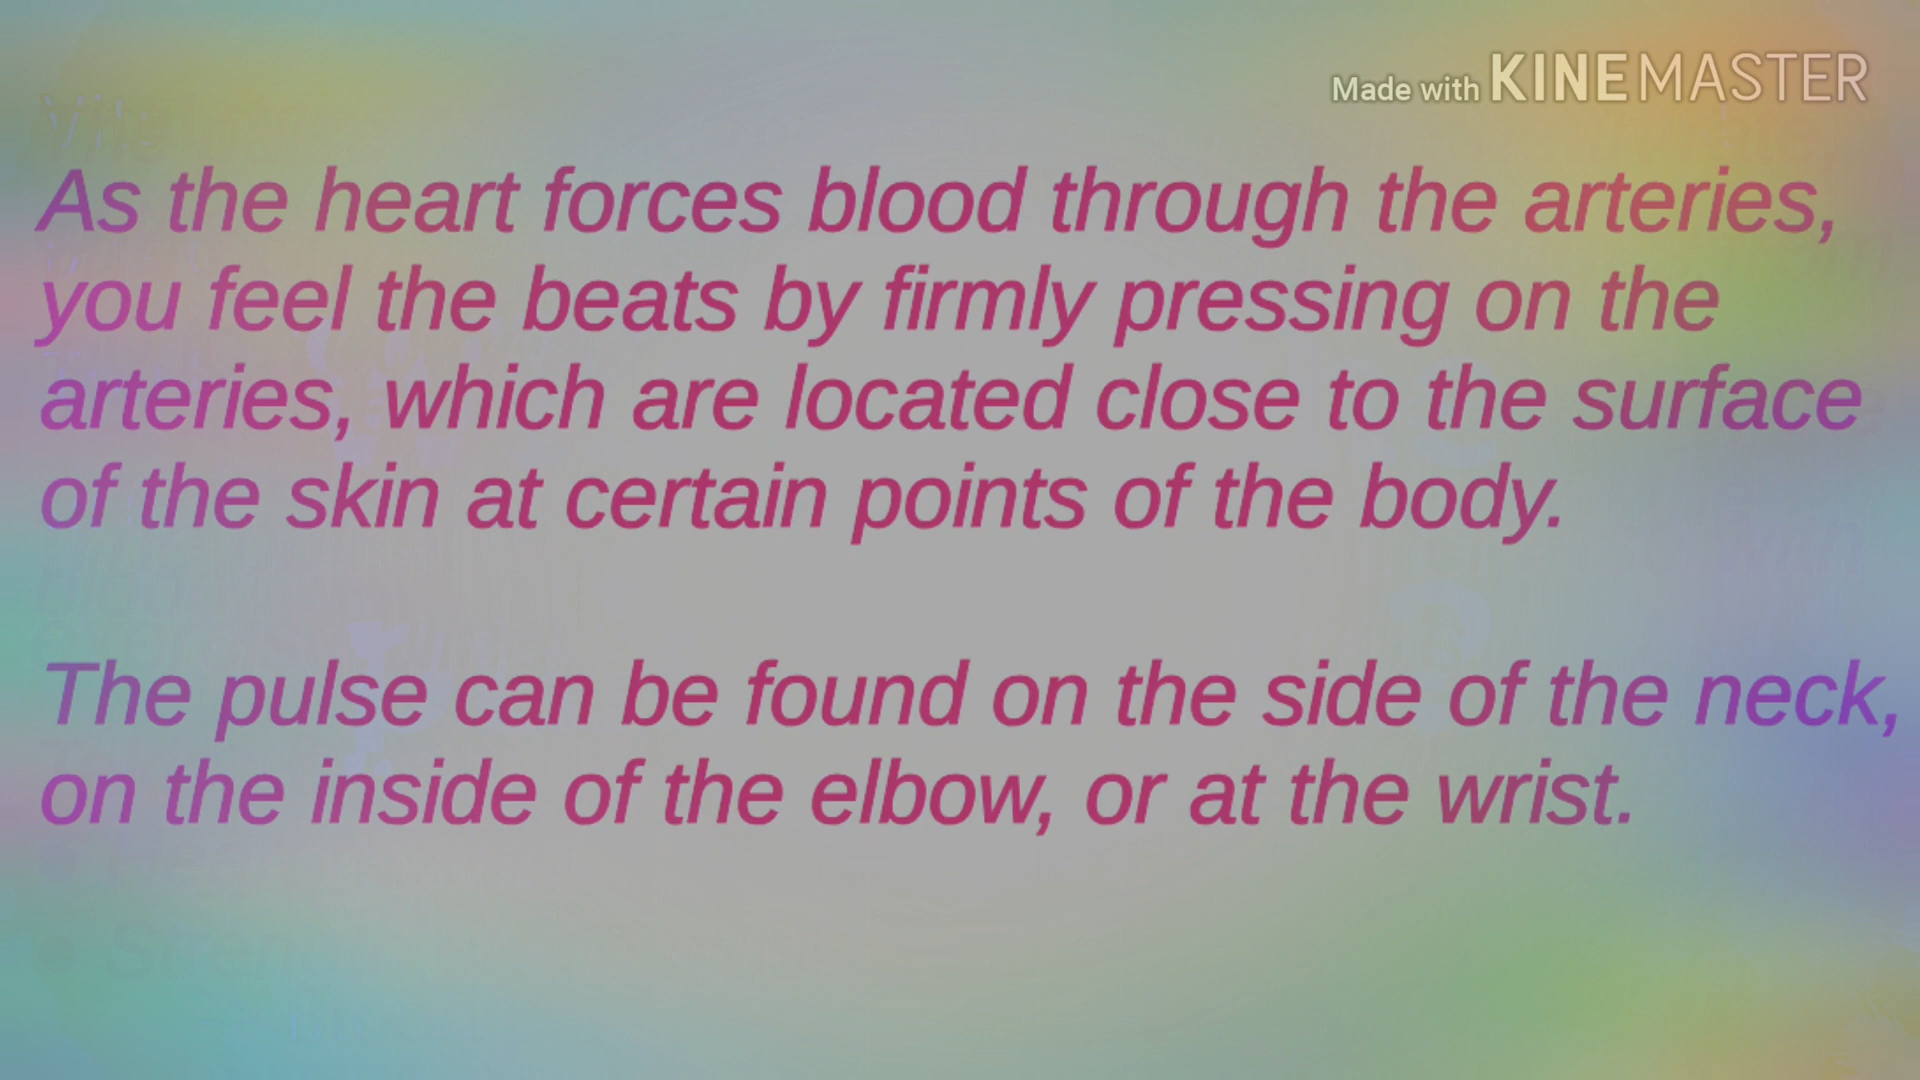 Made with KINEMASTER
As the heart forces blood through the arteries,
you feel the beats by firmly pressing on the
arteries, which are located close to the surface
of the skin at certain points of the body.
The pulse can be found on the side of the neck,
on the inside of the elbow, or at the wrist.